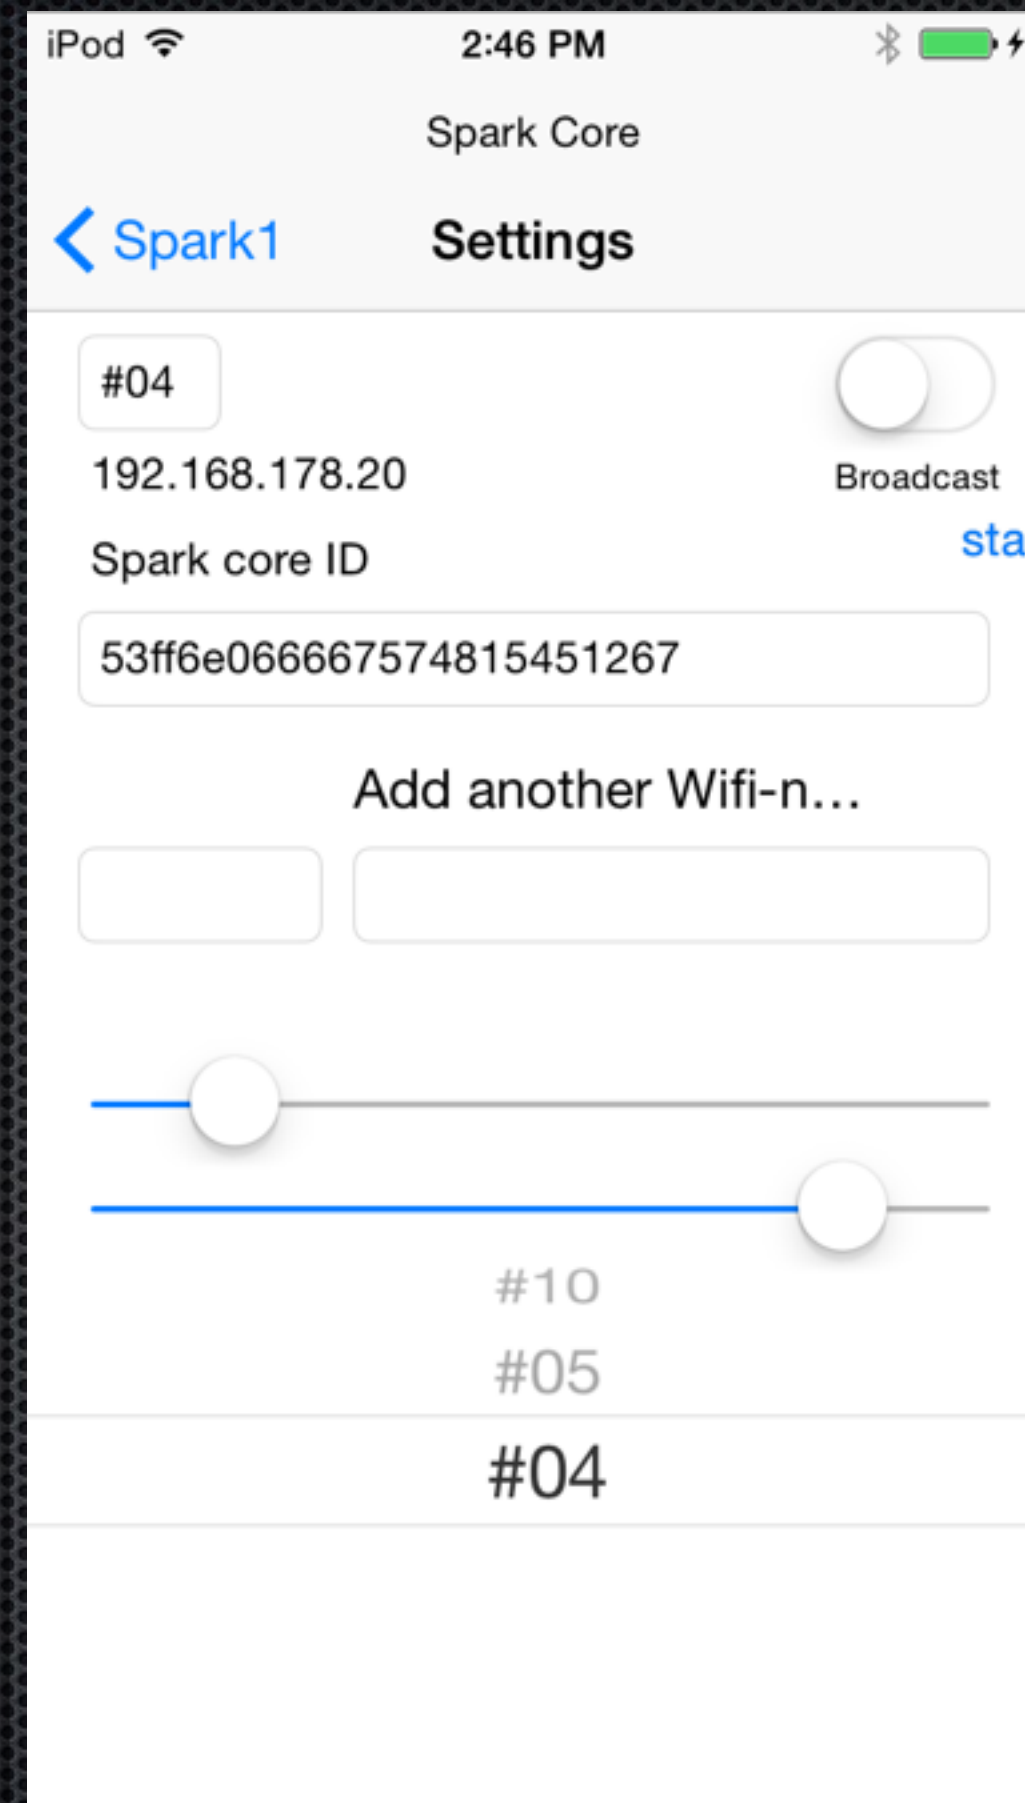 iPod 2:46 PM
Spark Core
Spark1 Settings
#04
192.168.178.20
Broadcast
Spark core ID
sta
53ff6e066667574815451267
Add another Wifi-n...
#10
#05
#04